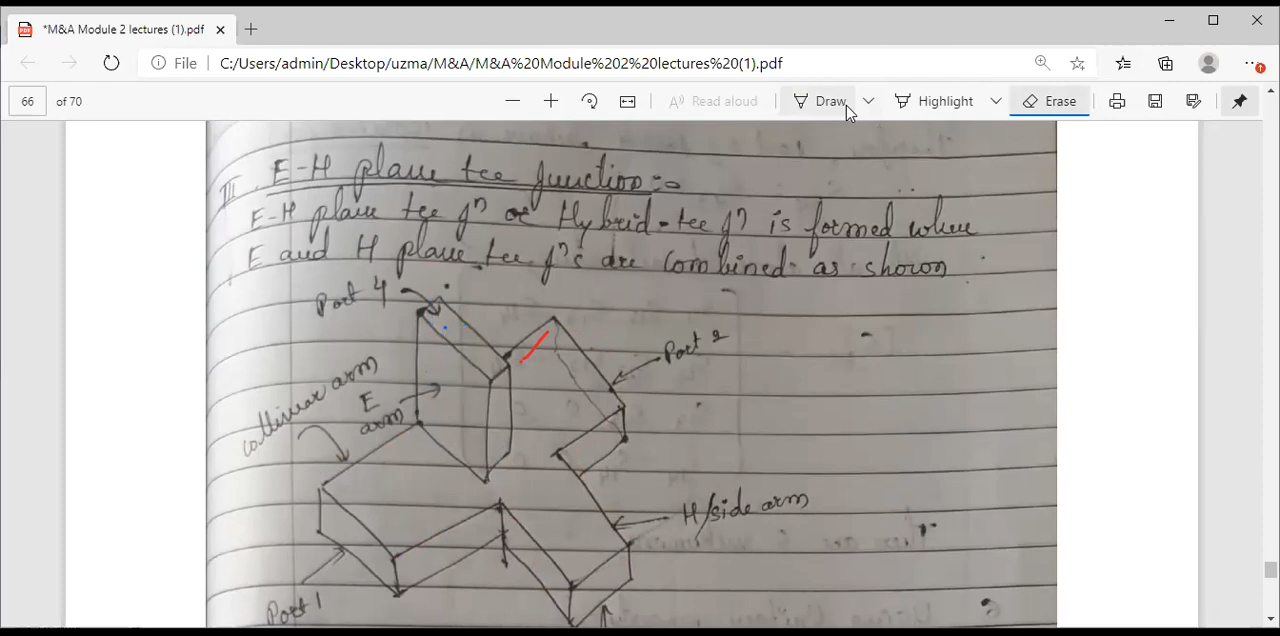 *M&A Module 2 lectures (1).pdf
File C:/Users/admin/Desktop/uzma/M&A/M&A%20Module%202%20lectures%20(1).pdf
66 of 70 Read aloud Draw Highlight Erase
III. E-H plane tee junction:-
E-H plane tee jⁿ or Hybrid-tee jⁿ is formed when
E and H plane tee jⁿs are combined as shown
Port 4
Port 2
collinear arm
E
arm
H/side arm
Port 1